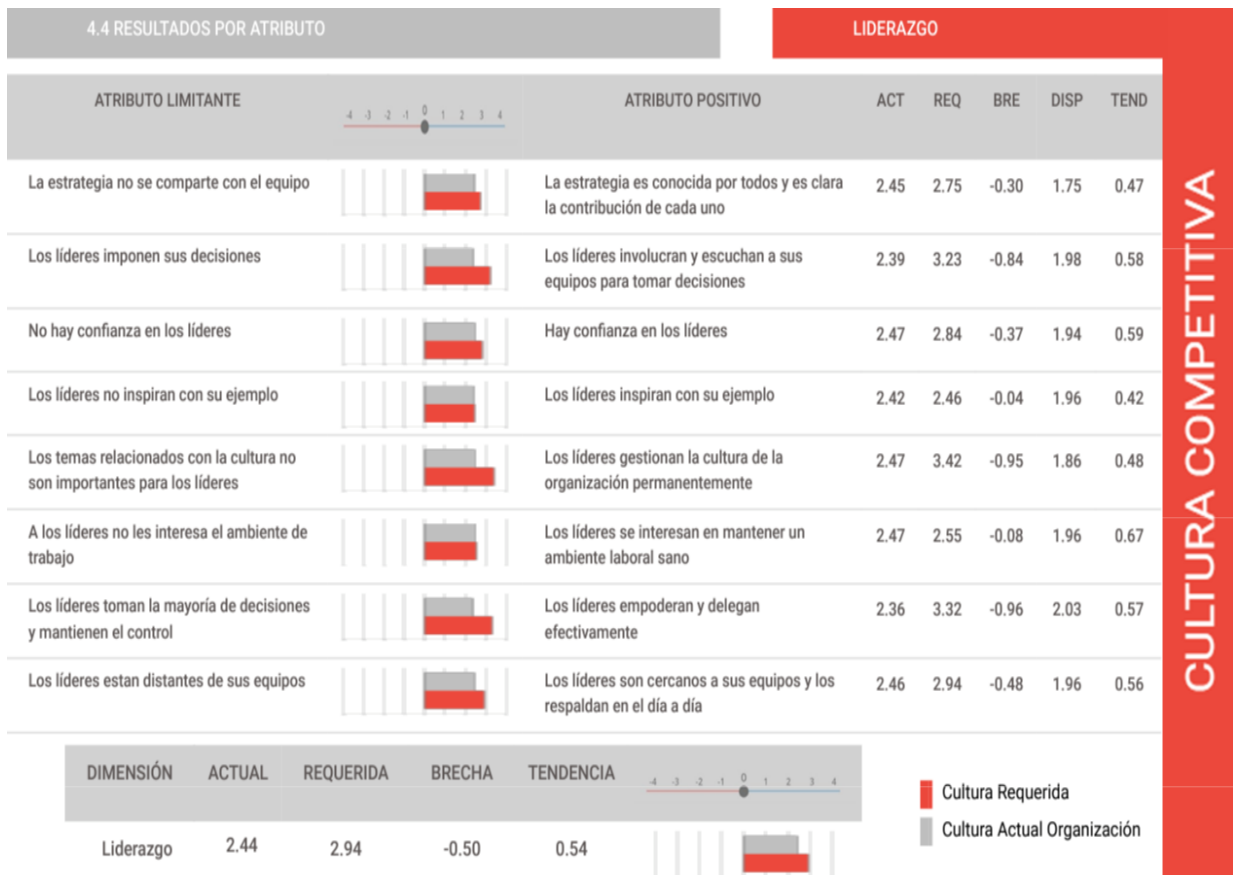 4.4 RESULTADOS POR ATRIBUTO
LIDERAZGO
ATRIBUTO LIMITANTE
-4 -3 -2 -1 0 1 2 3 4
ATRIBUTO POSITIVO
ACT REQ BRE DISP TEND
La estrategia no se comparte con el equipo
La estrategia es conocida por todos y es clara
la contribución de cada uno
2.45 2.75 -0.30 1.75 0.47
Los líderes imponen sus decisiones
Los líderes involucran y escuchan a sus
equipos para tomar decisiones
2.39 3.23 -0.84 1.98 0.58
No hay confianza en los líderes
Hay confianza en los líderes
2.47 2.84 -0.37 1.94 0.59
Los líderes no inspiran con su ejemplo
Los líderes inspiran con su ejemplo
2.42 2.46 -0.04 1.96 0.42
Los temas relacionados con la cultura no
son importantes para los líderes
Los líderes gestionan la cultura de la
organización permanentemente
2.47 3.42 -0.95 1.86 0.48
A los líderes no les interesa el ambiente de
trabajo
Los líderes se interesan en mantener un
ambiente laboral sano
2.47 2.55 -0.08 1.96 0.67
Los líderes toman la mayoría de decisiones
y mantienen el control
Los líderes empoderan y delegan
efectivamente
2.36 3.32 -0.96 2.03 0.57
Los líderes estan distantes de sus equipos
Los líderes son cercanos a sus equipos y los
respaldan en el día a día
2.46 2.94 -0.48 1.96 0.56
DIMENSIÓN ACTUAL REQUERIDA BRECHA TENDENCIA
-4 -3 -2 -1 0 1 2 3 4
Liderazgo 2.44 2.94 -0.50 0.54
Cultura Requerida
Cultura Actual Organización
CULTURA COMPETITIVA